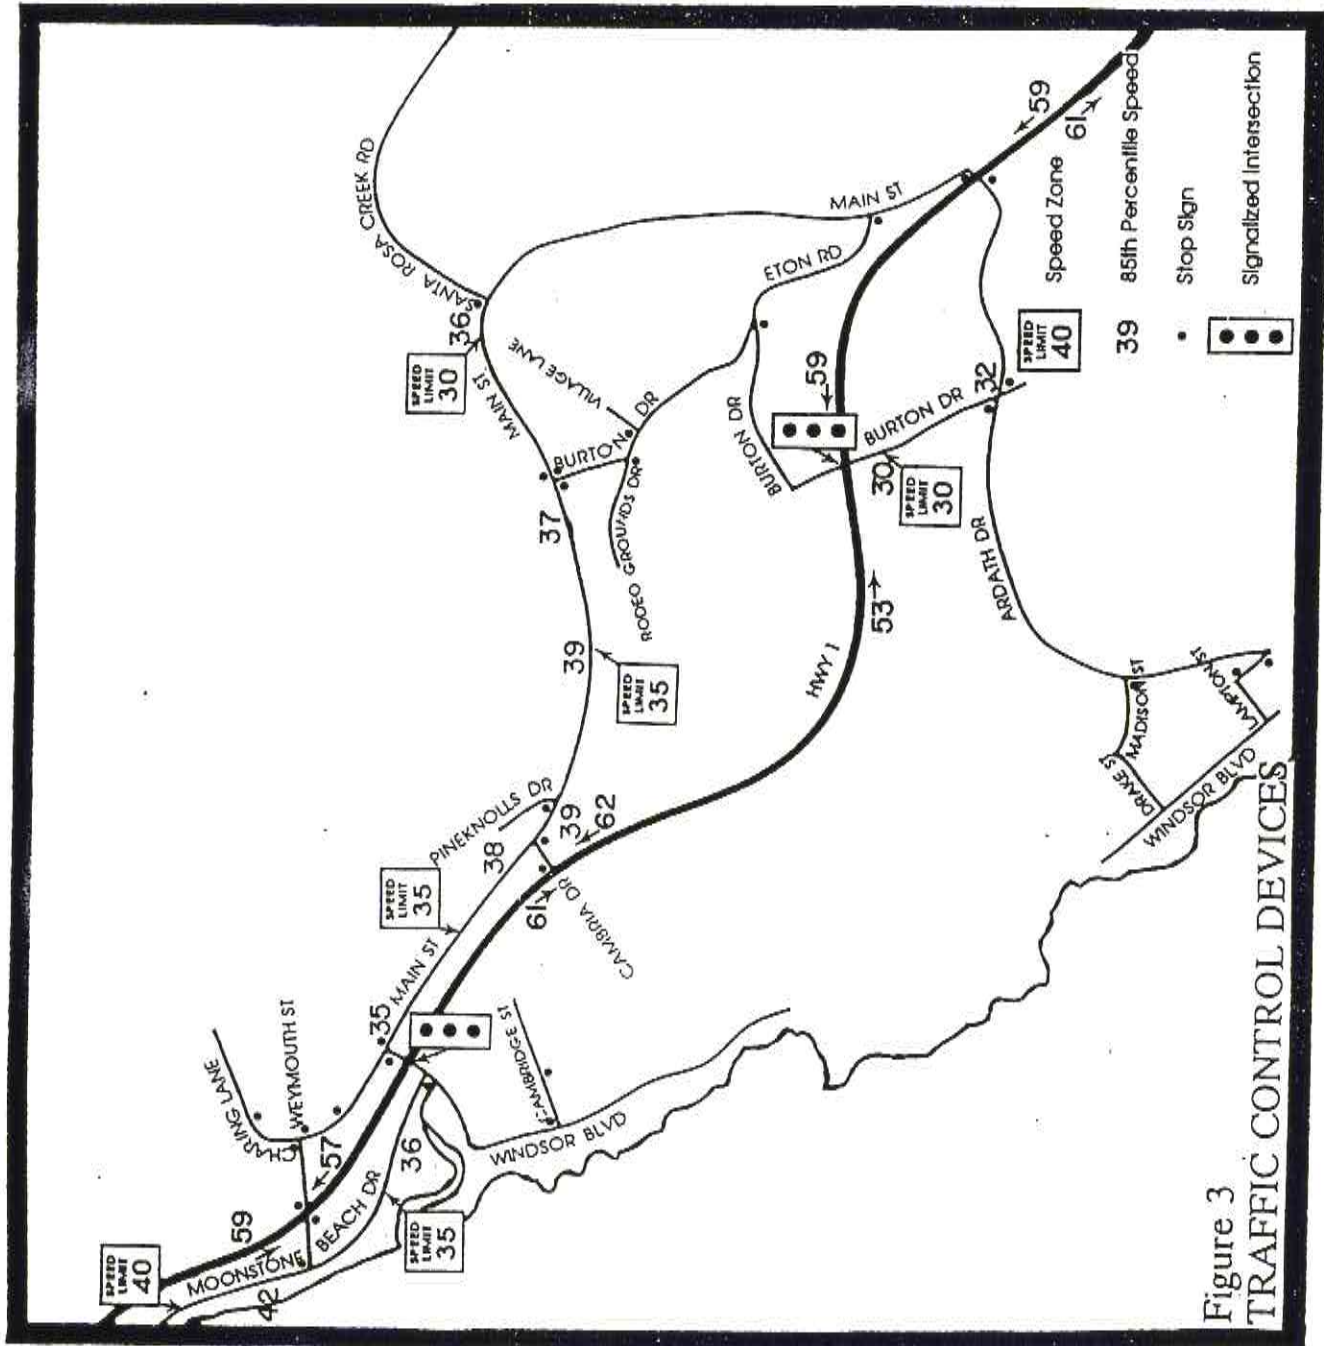 SANTA ROSA CREEK RD
36
SPEED
LIMIT
30
MAIN ST
VILLAGE LANE
BURTON DR
37
RODEO GROUNDS DR
39
SPEED
LIMIT
35
PINEKNOLLS DR
38
39
62
SPEED
LIMIT
35
MAIN ST
35
61
CAMBRIA DR
WEYMOUTH ST
CHARING LANE
57
59
SPEED
LIMIT
40
MOONSTONE BEACH DR
42
36
SPEED
LIMIT
35
CAMBRIDGE ST
WINDSOR BLVD
MAIN ST
ETON RD
59
61
59
BURTON DR
BURTON DR
30
SPEED
LIMIT
30
32
HWY 1
53
ARDATH DR
MADISON ST
DRAKE ST
LAMPTON ST
WINDSOR BLVD
SPEED
LIMIT
40
Speed Zone
39
85th Percentile Speed
Stop Sign
Signalized Intersection
Figure 3
TRAFFIC CONTROL DEVICES